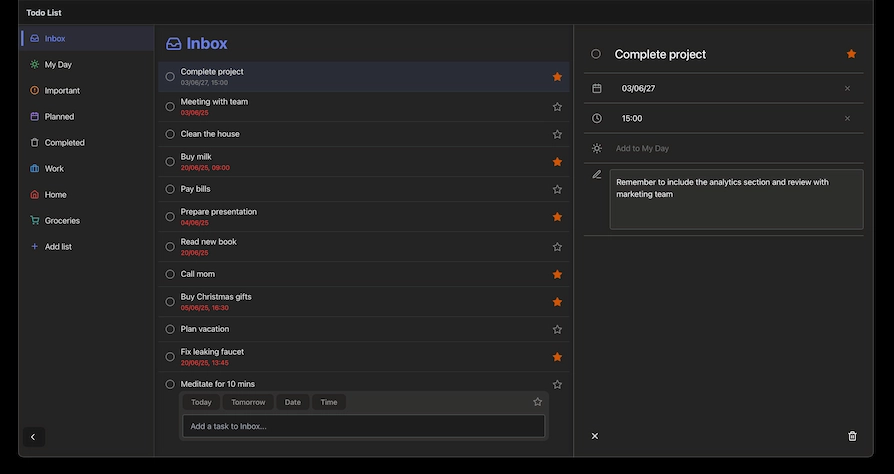 Todo List
Inbox
My Day
Important
Planned
Completed
Work
Home
Groceries
Add list
Inbox
Complete project
03/06/27, 15:00
Meeting with team
03/06/25
Clean the house
Buy milk
20/06/25, 09:00
Pay bills
Prepare presentation
04/06/25
Read new book
20/06/25
Call mom
Buy Christmas gifts
05/06/25, 16:30
Plan vacation
Fix leaking faucet
20/06/25, 13:45
Meditate for 10 mins
Today Tomorrow Date Time
Add a task to Inbox...
Complete project
03/06/27
15:00
Add to My Day
Remember to include the analytics section and review with
marketing team